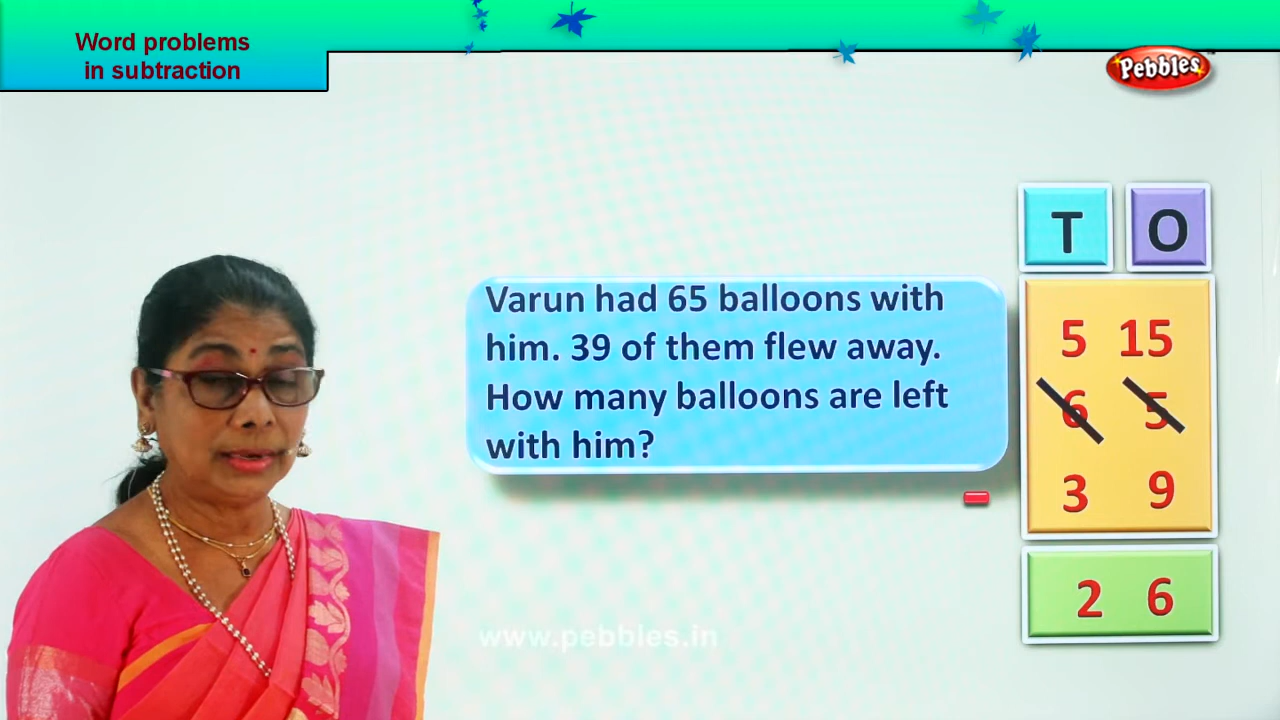 Word problems
in subtraction
Pebbles
T O
Varun had 65 balloons with
him. 39 of them flew away.
How many balloons are left
with him?
5 15
6 5
3 9
-
2 6
www.pebbles.in